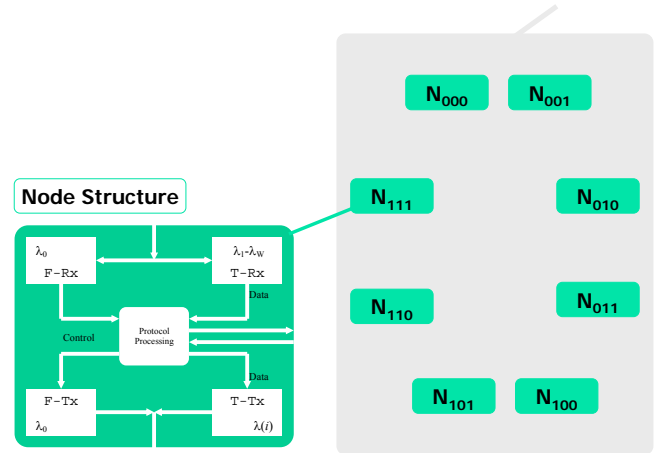 N000 N001
Node Structure
N111 N010
λ0 λ1-λW
F-Rx T-Rx
Data
N110 N011
Control Protocol
Processing
Data
F-Tx T-Tx
N101 N100
λ0 λ(i)